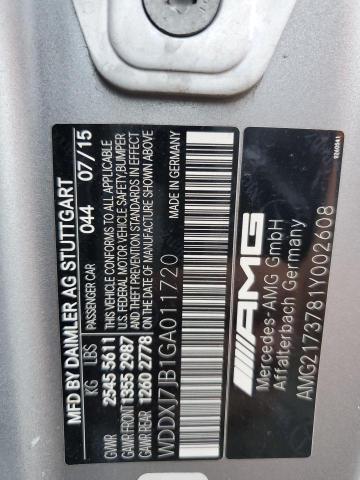 MFD BY DAIMLER AG STUTTGART
KG LBS PASSENGER CAR 044 07/15
GVWR 2545 5611 THIS VEHICLE CONFORMS TO ALL APPLICABLE
GAWR FRONT 1355 2987 U.S. FEDERAL MOTOR VEHICLE SAFETY, BUMPER
GAWR REAR 1260 2778 AND THEFT PREVENTION STANDARDS IN EFFECT
ON THE DATE OF MANUFACTURE SHOWN ABOVE
MADE IN GERMANY
WDDXJ7JB1GA011720
AMG
Mercedes-AMG GmbH
Affalterbach Germany
AMG2173781Y002608